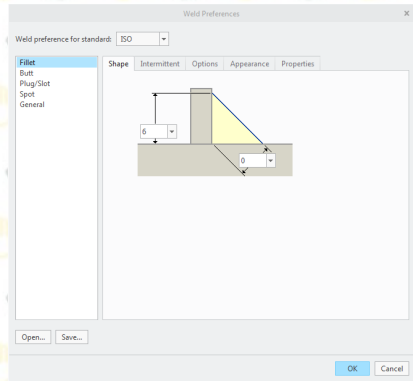 Weld Preferences
Weld preference for standard: ISO
Fillet
Butt
Plug/Slot
Spot
General
Shape Intermittent Options Appearance Properties
6
0
Open... Save...
OK Cancel